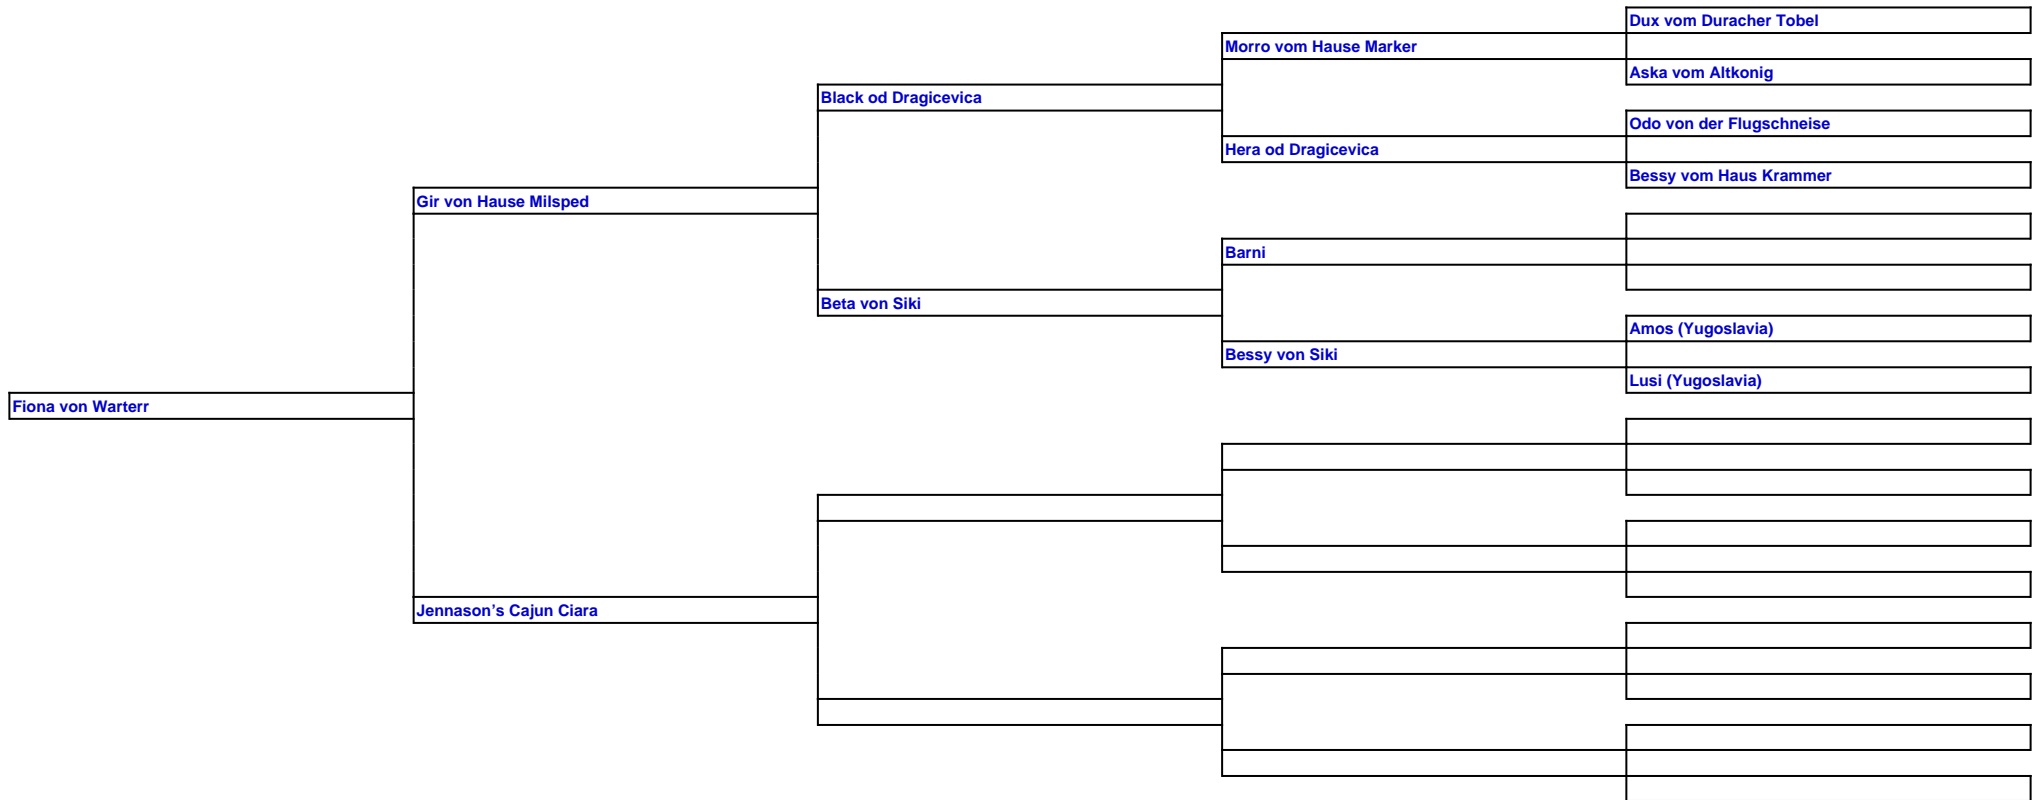 Dux vom Duracher Tobel
Morro vom Hause Marker
Aska vom Altkonig
Black od Dragicevica
Odo von der Flugschneise
Hera od Dragicevica
Bessy vom Haus Krammer
Gir von Hause Milsped
Barni
Beta von Siki
Amos (Yugoslavia)
Bessy von Siki
Lusi (Yugoslavia)
Fiona von Warterr
Jennason’s Cajun Ciara